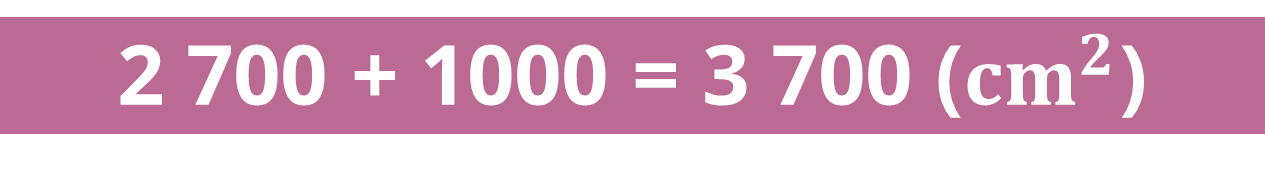 2 700 + 1000 = 3 700 (cm²)